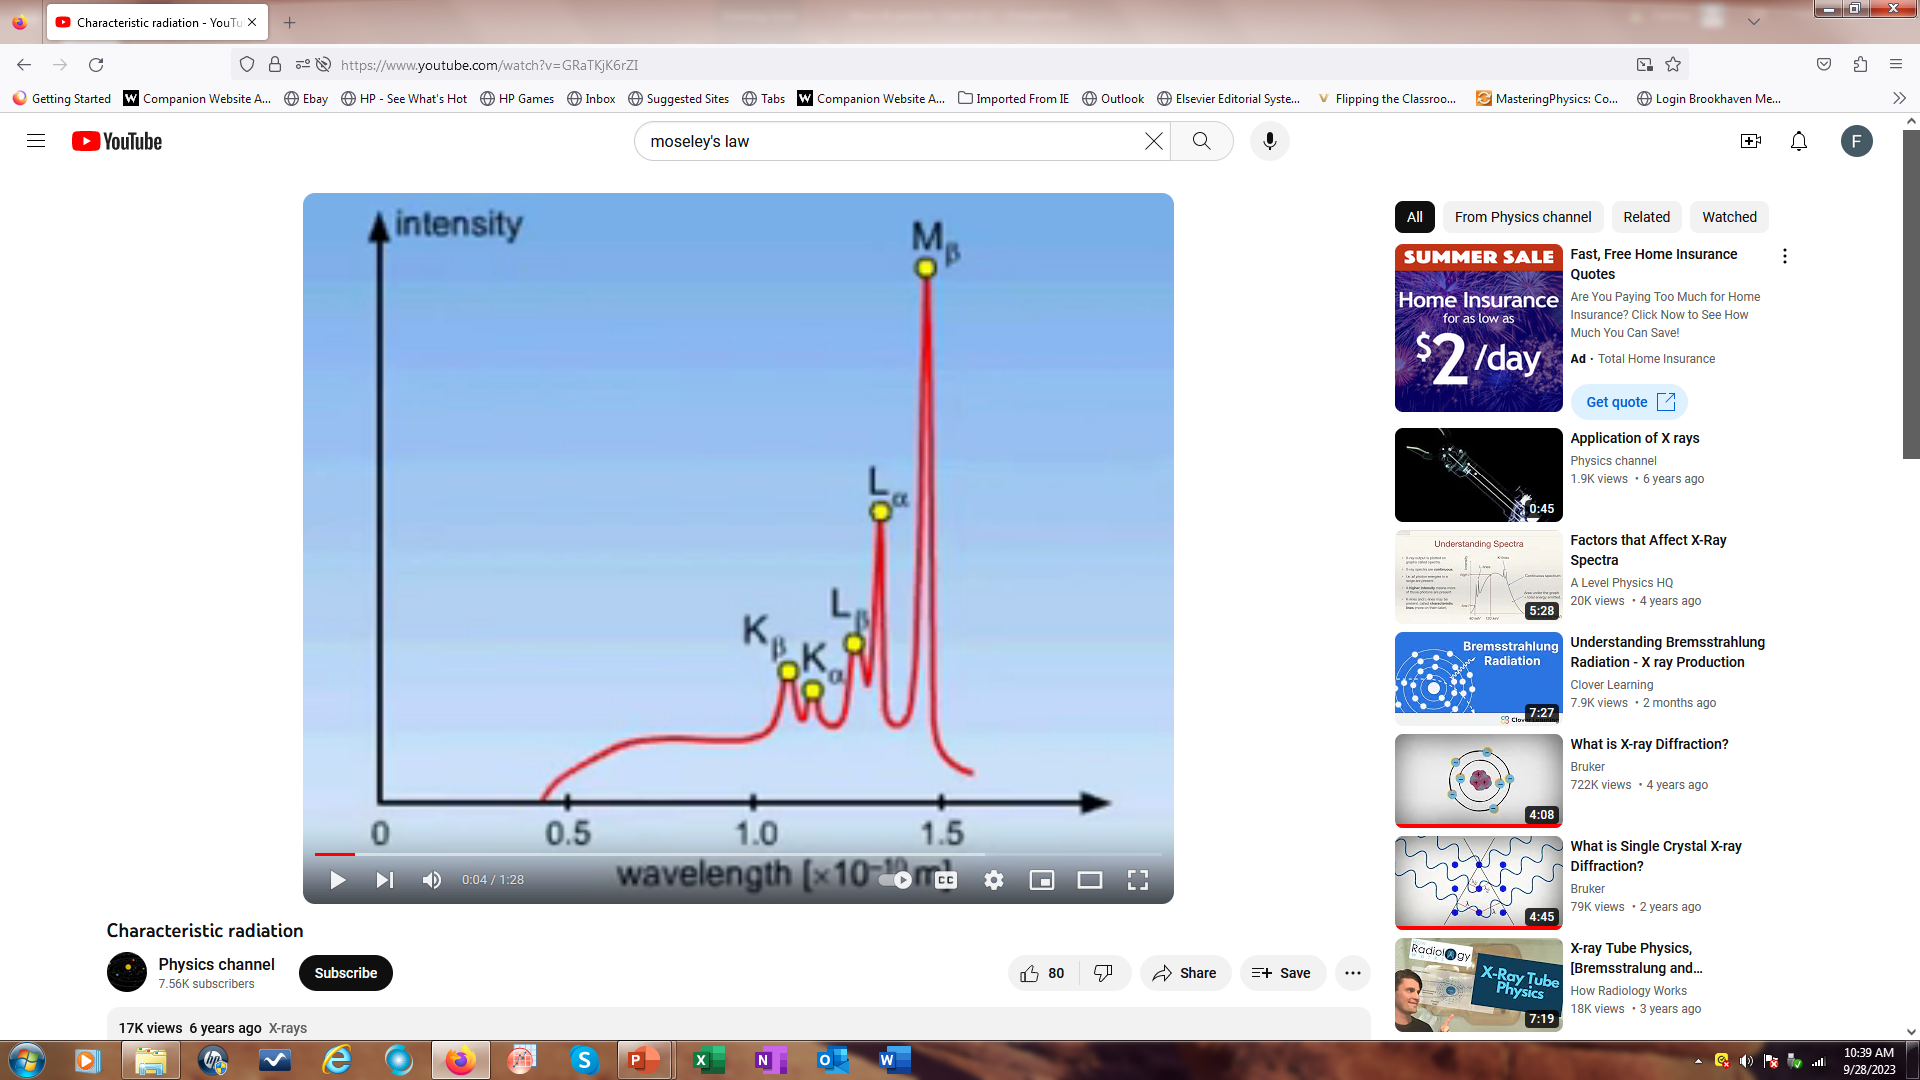 Characteristic radiation - YouTu
https://www.youtube.com/watch?v=GRaTKjK6rZI
Getting Started
Companion Website A...
Ebay
HP - See What's Hot
HP Games
Inbox
Suggested Sites
Tabs
Companion Website A...
Imported From IE
Outlook
Elsevier Editorial Syste...
Flipping the Classroo...
MasteringPhysics: Co...
Login Brookhaven Me...
YouTube
moseley's law
F
intensity
Mβ
Lα
Lβ
Kβ
Kα
0 0.5 1.0 1.5
wavelength [×10⁻¹⁰ m]
0:04 / 1:28
CC
Characteristic radiation
Physics channel
7.56K subscribers
Subscribe
80
Share
Save
17K views 6 years ago X-rays
All
From Physics channel
Related
Watched
SUMMER SALE
Home Insurance
for as low as
$2/day
Fast, Free Home Insurance
Quotes
Are You Paying Too Much for Home
Insurance? Click Now to See How
Much You Can Save!
Ad · Total Home Insurance
Get quote
0:45
Application of X rays
Physics channel
1.9K views • 6 years ago
Understanding Spectra
5:28
Factors that Affect X-Ray
Spectra
A Level Physics HQ
20K views • 4 years ago
Bremsstrahlung
Radiation
7:27
Understanding Bremsstrahlung
Radiation - X ray Production
Clover Learning
7.9K views • 2 months ago
4:08
What is X-ray Diffraction?
Bruker
722K views • 4 years ago
4:45
What is Single Crystal X-ray
Diffraction?
Bruker
79K views • 2 years ago
Radiology
X-Ray Tube
Physics
7:19
X-ray Tube Physics,
[Bremsstralung and...
How Radiology Works
18K views • 3 years ago
10:39 AM
9/28/2023